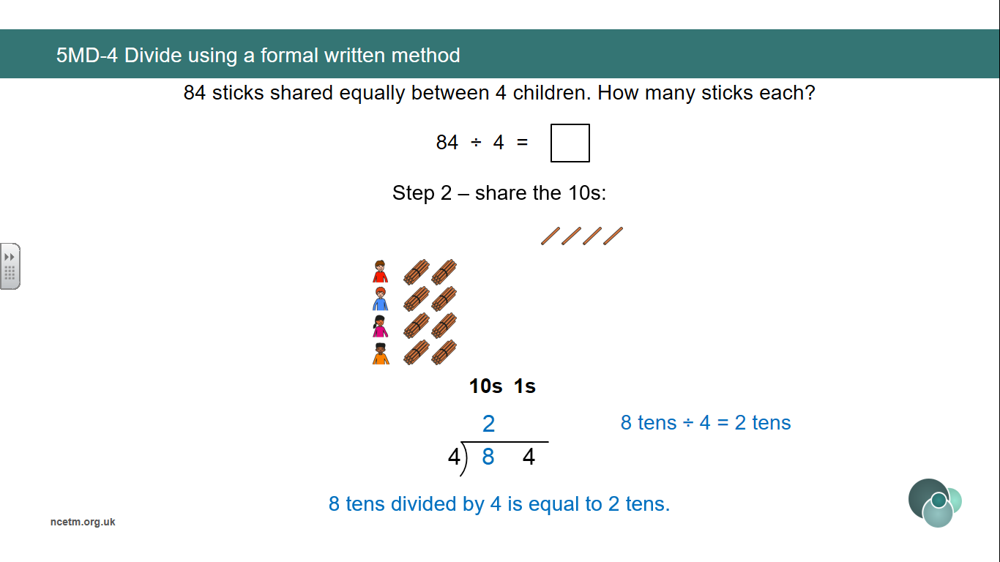 5MD-4 Divide using a formal written method
84 sticks shared equally between 4 children. How many sticks each?
84 ÷ 4 =
Step 2 – share the 10s:
10s 1s
2
8 tens ÷ 4 = 2 tens
4 8 4
8 tens divided by 4 is equal to 2 tens.
ncetm.org.uk